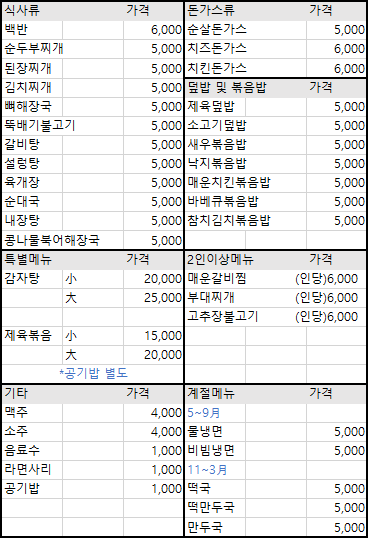 식사류 가격
백반 6,000
순두부찌개 5,000
된장찌개 5,000
김치찌개 5,000
뼈해장국 5,000
뚝배기불고기 5,000
갈비탕 5,000
설렁탕 5,000
육개장 5,000
순대국 5,000
내장탕 5,000
콩나물북어해장국 5,000
돈가스류 가격
순살돈가스 5,000
치즈돈가스 6,000
치킨돈가스 6,000
덮밥 및 볶음밥 가격
제육덮밥 5,000
소고기덮밥 5,000
새우볶음밥 5,000
낙지볶음밥 5,000
매운치킨볶음밥 5,000
바베큐볶음밥 5,000
참치김치볶음밥 5,000
특별메뉴 가격
감자탕 小 20,000
大 25,000
제육볶음 小 15,000
大 20,000
*공기밥 별도
2인이상메뉴 가격
매운갈비찜 (인당)6,000
부대찌개 (인당)6,000
고추장불고기 (인당)6,000
기타 가격
맥주 4,000
소주 4,000
음료수 1,000
라면사리 1,000
공기밥 1,000
계절메뉴 가격
5~9月
물냉면 5,000
비빔냉면 5,000
11~3月
떡국 5,000
떡만두국 5,000
만두국 5,000